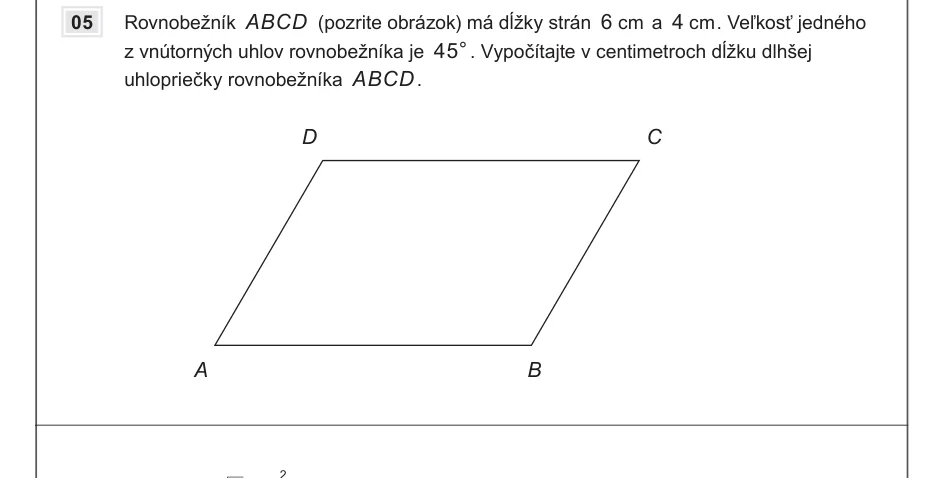 05 Rovnobežník ABCD (pozrite obrázok) má dĺžky strán 6 cm a 4 cm. Veľkosť jedného
z vnútorných uhlov rovnobežníka je 45°. Vypočítajte v centimetroch dĺžku dlhšej
uhlopriečky rovnobežníka ABCD.
D C
A B
2